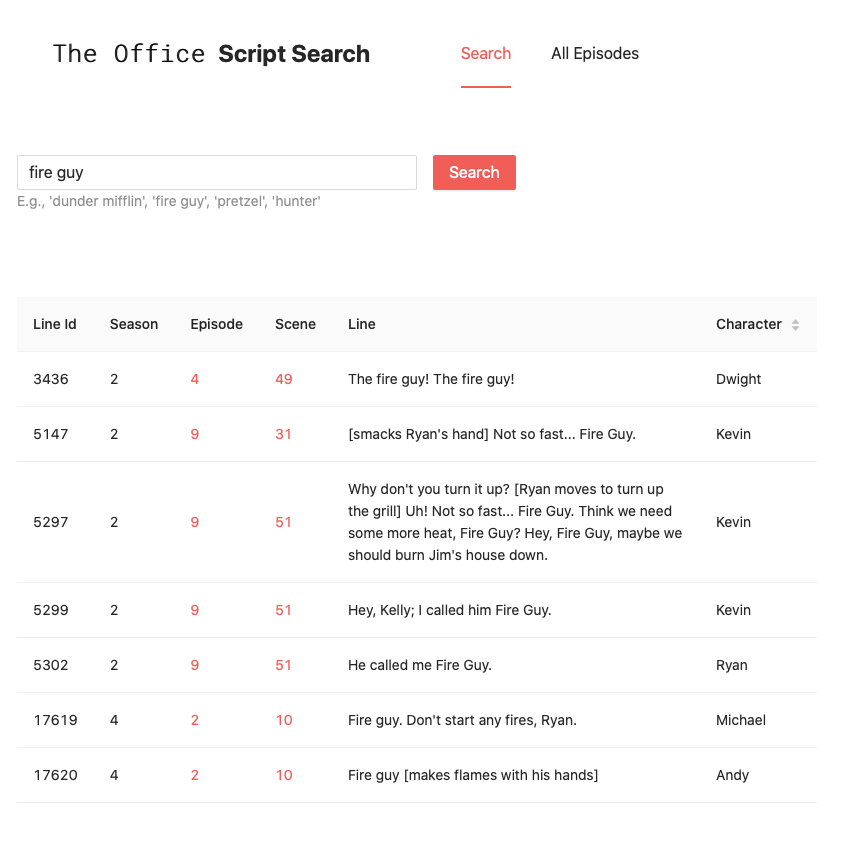 The Office Script Search
Search
All Episodes
fire guy
Search
E.g., 'dunder mifflin', 'fire guy', 'pretzel', 'hunter'
Line Id Season Episode Scene Line Character
3436 2 4 49 The fire guy! The fire guy! Dwight
5147 2 9 31 [smacks Ryan's hand] Not so fast... Fire Guy. Kevin
5297 2 9 51 Why don't you turn it up? [Ryan moves to turn up
the grill] Uh! Not so fast... Fire Guy. Think we need
some more heat, Fire Guy? Hey, Fire Guy, maybe we
should burn Jim's house down. Kevin
5299 2 9 51 Hey, Kelly; I called him Fire Guy. Kevin
5302 2 9 51 He called me Fire Guy. Ryan
17619 4 2 10 Fire guy. Don't start any fires, Ryan. Michael
17620 4 2 10 Fire guy [makes flames with his hands] Andy